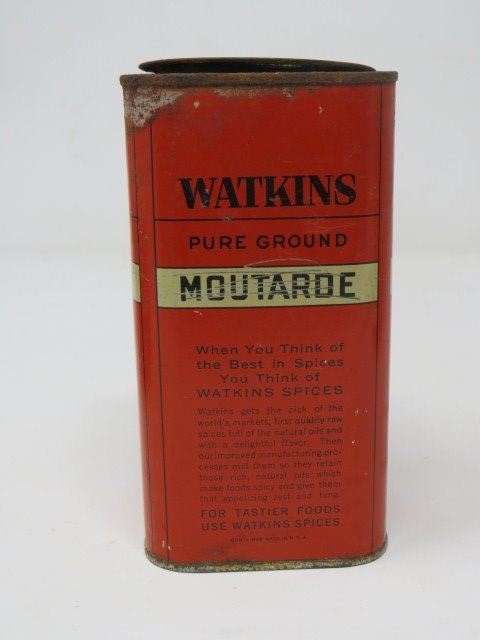 WATKINS
PURE GROUND
MOUTARDE
When You Think of
the Best in Spices
You Think of
WATKINS SPICES
Watkins gets the pick of the
world's markets; first quality raw
spices full of the natural oils and
with a delightful flavor. Then
our improved manufacturing pro-
cesses mill them so they retain
those rich, natural oils which
make foods spicy and give them
that appetizing zest and tang.
FOR TASTIER FOODS
USE WATKINS SPICES
CONTAINER MADE IN U.S.A.